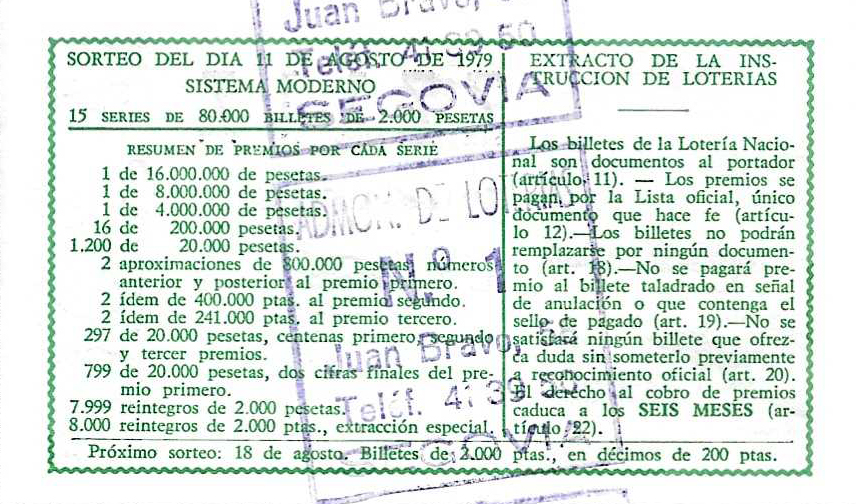 Juan Bravo,
Teléf. 41 39 50
SEGOVIA
SORTEO DEL DIA 11 DE AGOSTO DE 1979
SISTEMA MODERNO
15 SERIES DE 80.000 BILLETES DE 2.000 PESETAS
RESUMEN DE PREMIOS POR CADA SERIE
1 de 16.000.000 de pesetas.
1 de 8.000.000 de pesetas.
1 de 4.000.000 de pesetas.
16 de 200.000 pesetas.
1.200 de 20.000 pesetas.
2 aproximaciones de 800.000 pesetas, números
anterior y posterior al premio primero.
2 ídem de 400.000 ptas. al premio segundo.
2 ídem de 241.000 ptas. al premio tercero.
297 de 20.000 pesetas, centenas primero, segundo
y tercer premios.
799 de 20.000 pesetas, dos cifras finales del pre-
mio primero.
7.999 reintegros de 2.000 pesetas.
8.000 reintegros de 2.000 ptas., extracción especial.
EXTRACTO DE LA INS-
TRUCCION DE LOTERIAS
Los billetes de la Lotería Nacio-
nal son documentos al portador
(artículo 11). — Los premios se
pagan por la Lista oficial, único
documento que hace fe (artícu-
lo 12).—Los billetes no podrán
remplazarse por ningún documen-
to (art. 18).—No se pagará pre-
mio al billete taladrado en señal
de anulación o que contenga el
sello de pagado (art. 19).—No se
satisfará ningún billete que ofrez-
ca duda sin someterlo previamente
a reconocimiento oficial (art. 20).
El derecho al cobro de premios
caduca a los SEIS MESES (ar-
tículo 22).
Próximo sorteo: 18 de agosto. Billetes de 2.000 ptas., en décimos de 200 ptas.
ADMON. DE LOTERIAS
N.º 1
Juan Bravo,
Teléf. 41 39 50
SEGOVIA